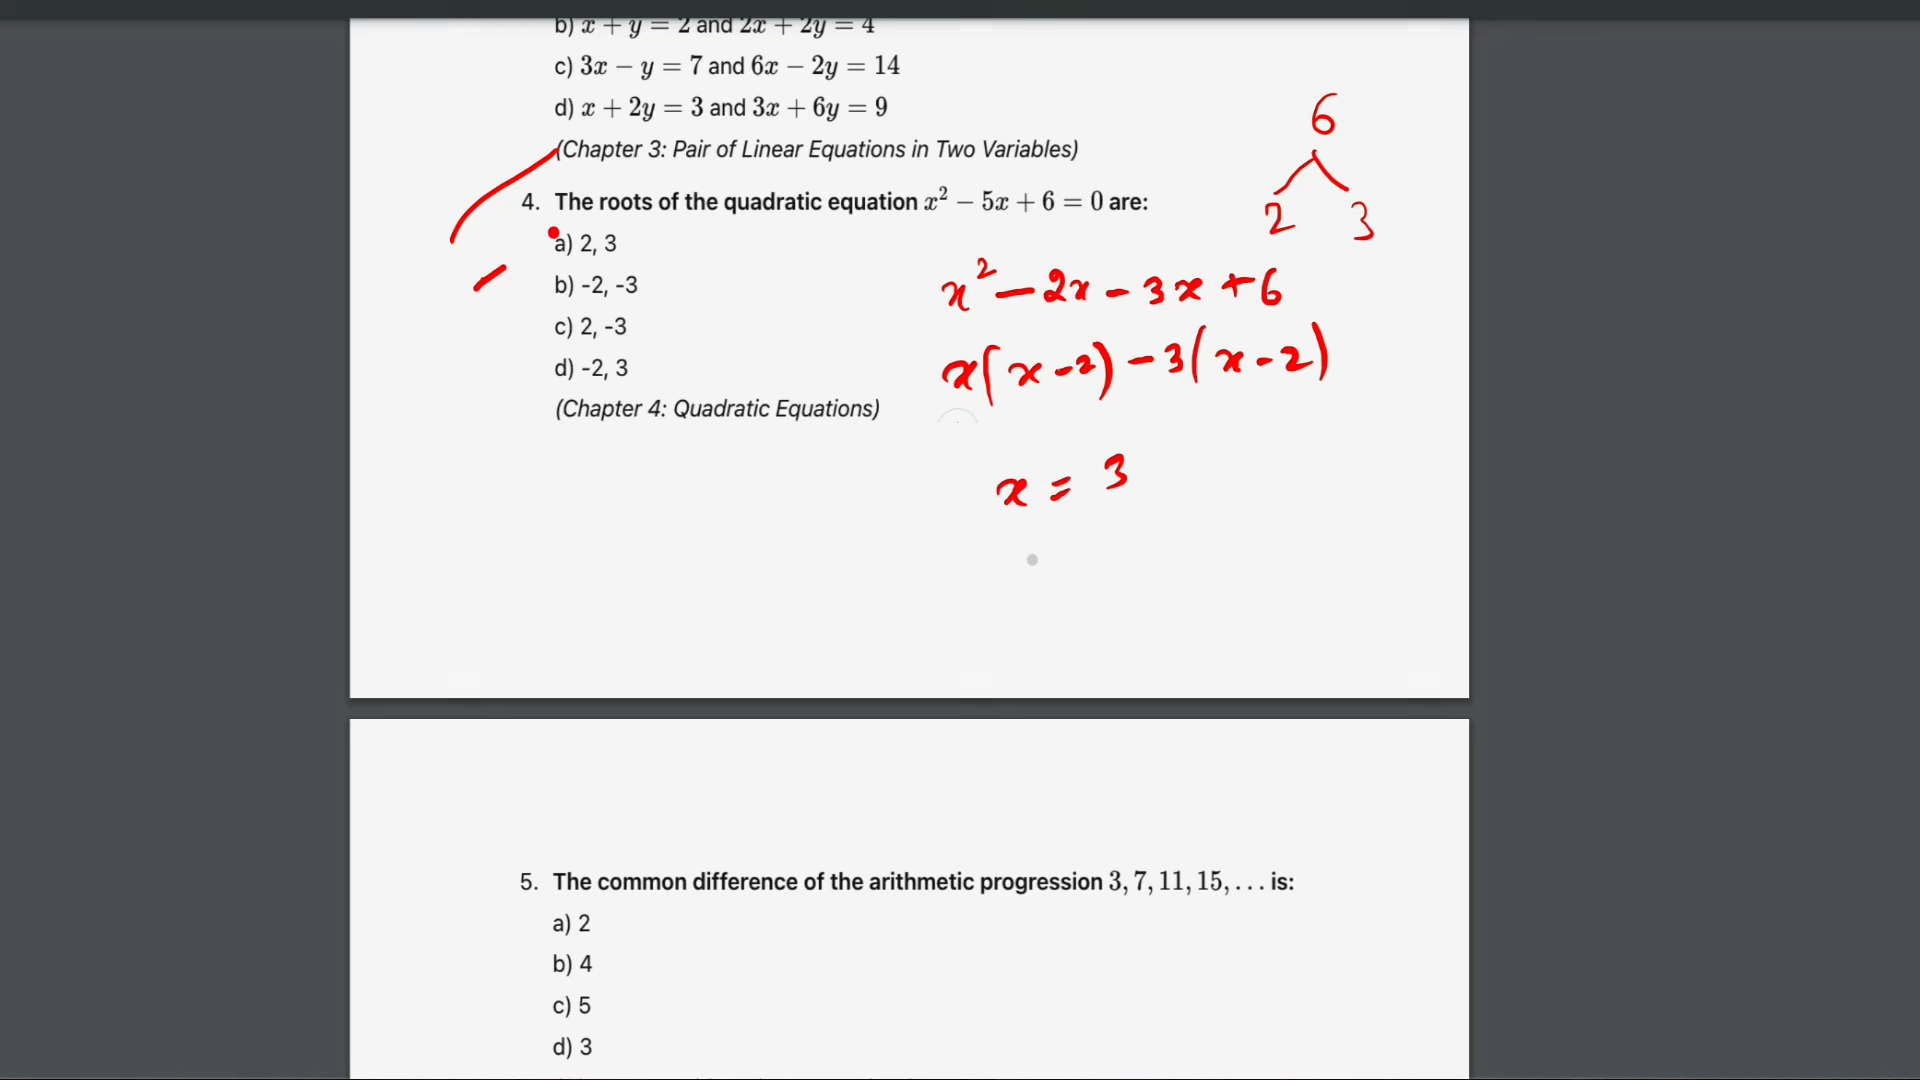 b) x + y = 2 and 2x + 2y = 4
c) 3x − y = 7 and 6x − 2y = 14
d) x + 2y = 3 and 3x + 6y = 9
(Chapter 3: Pair of Linear Equations in Two Variables)
4. The roots of the quadratic equation x² − 5x + 6 = 0 are:
a) 2, 3
b) -2, -3
c) 2, -3
d) -2, 3
(Chapter 4: Quadratic Equations)
6
2 3
x² − 2x − 3x + 6
x(x-2) − 3(x-2)
x = 3
5. The common difference of the arithmetic progression 3, 7, 11, 15, . . . is:
a) 2
b) 4
c) 5
d) 3